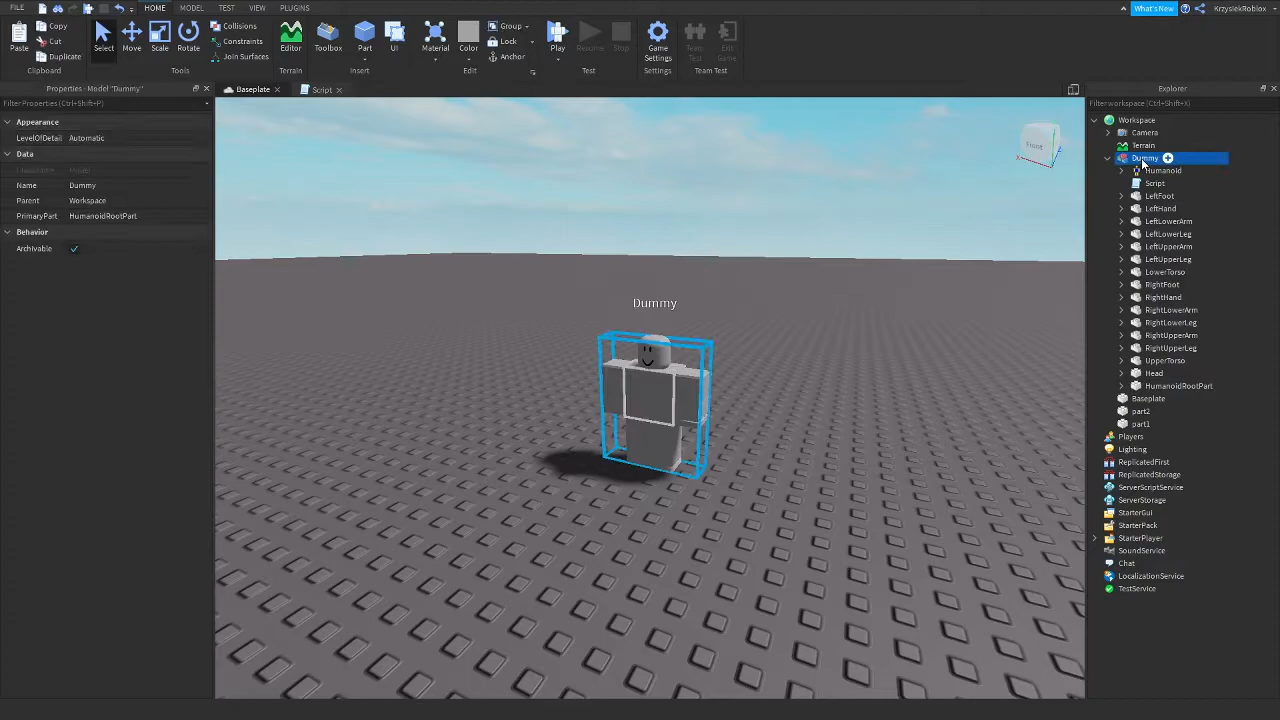 FILE HOME MODEL TEST VIEW PLUGINS What's New KrzysiekRoblox
Paste Copy Cut Duplicate Select Move Scale Rotate Collisions Constraints Join Surfaces Editor Toolbox Part UI Material Color Group Lock Anchor Play Resume Stop Game Settings Team Test Exit Game
Clipboard Tools Terrain Insert Edit Test Settings Team Test
Properties - Model "Dummy"
Filter Properties (Ctrl+Shift+P)
Appearance
LevelOfDetail Automatic
Data
Name Dummy
Parent Workspace
PrimaryPart HumanoidRootPart
Behavior
Archivable
Baseplate Script
Front
X
Z
Dummy
Explorer
Filter workspace (Ctrl+Shift+X)
Workspace
Camera
Terrain
Dummy
Humanoid
Script
LeftFoot
LeftHand
LeftLowerArm
LeftLowerLeg
LeftUpperArm
LeftUpperLeg
LowerTorso
RightFoot
RightHand
RightLowerArm
RightLowerLeg
RightUpperArm
RightUpperLeg
UpperTorso
Head
HumanoidRootPart
Baseplate
part2
part1
Players
Lighting
ReplicatedFirst
ReplicatedStorage
ServerScriptService
ServerStorage
StarterGui
StarterPack
StarterPlayer
SoundService
Chat
LocalizationService
TestService